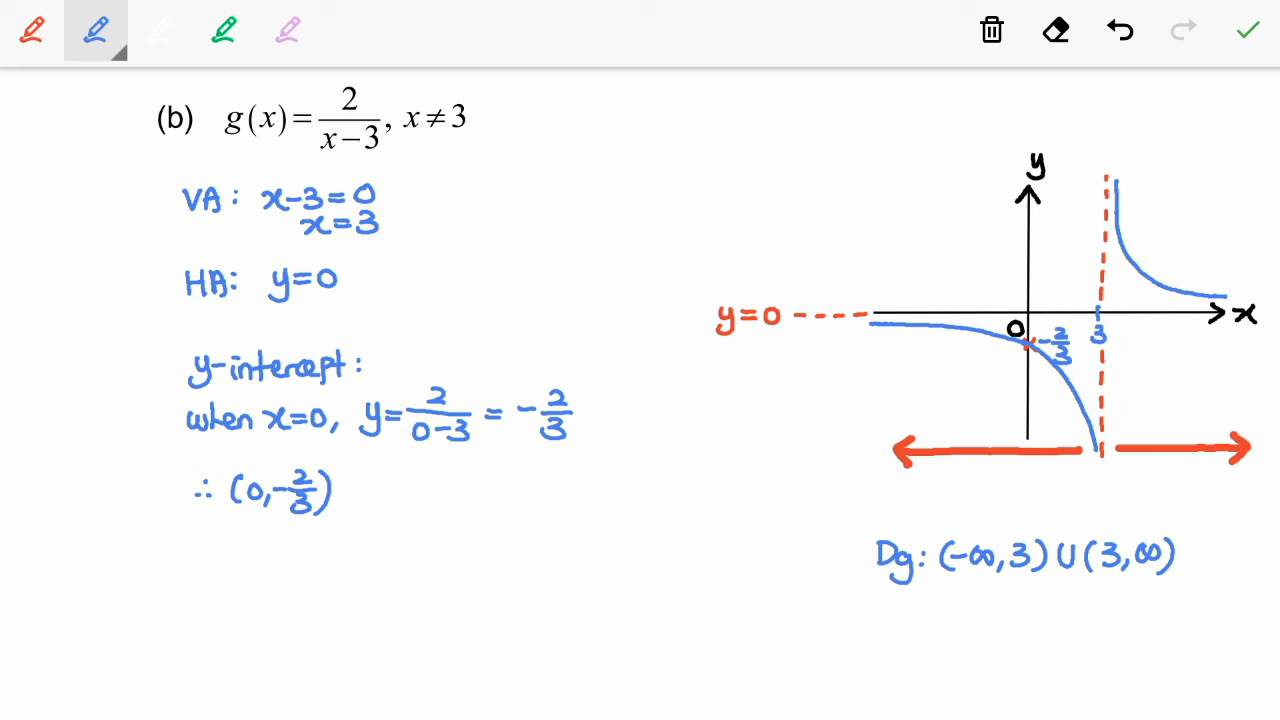 (b) g(x)=2/(x−3), x≠3
VA: x-3=0
x=3
HA: y=0
y-intercept:
when x=0, y=2/(0-3) = -2/3
∴ (0,-2/3)
y
y=0
0
-2/3
3
x
Dg: (-∞,3)U(3,∞)